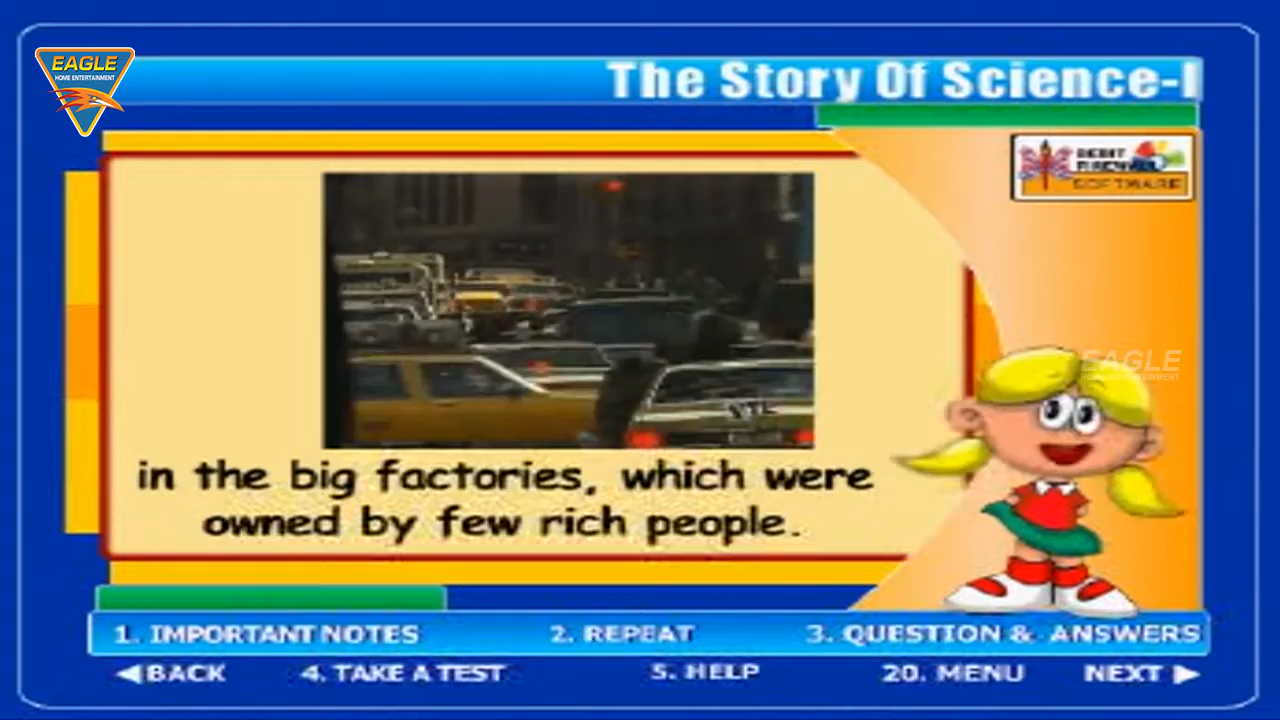 EAGLE
HOME ENTERTAINMENT
The Story Of Science-I
SOFTWARE
EAGLE
in the big factories, which were
owned by few rich people.
1. IMPORTANT NOTES 2. REPEAT 3. QUESTION & ANSWERS
BACK 4. TAKE A TEST 5. HELP 20. MENU NEXT